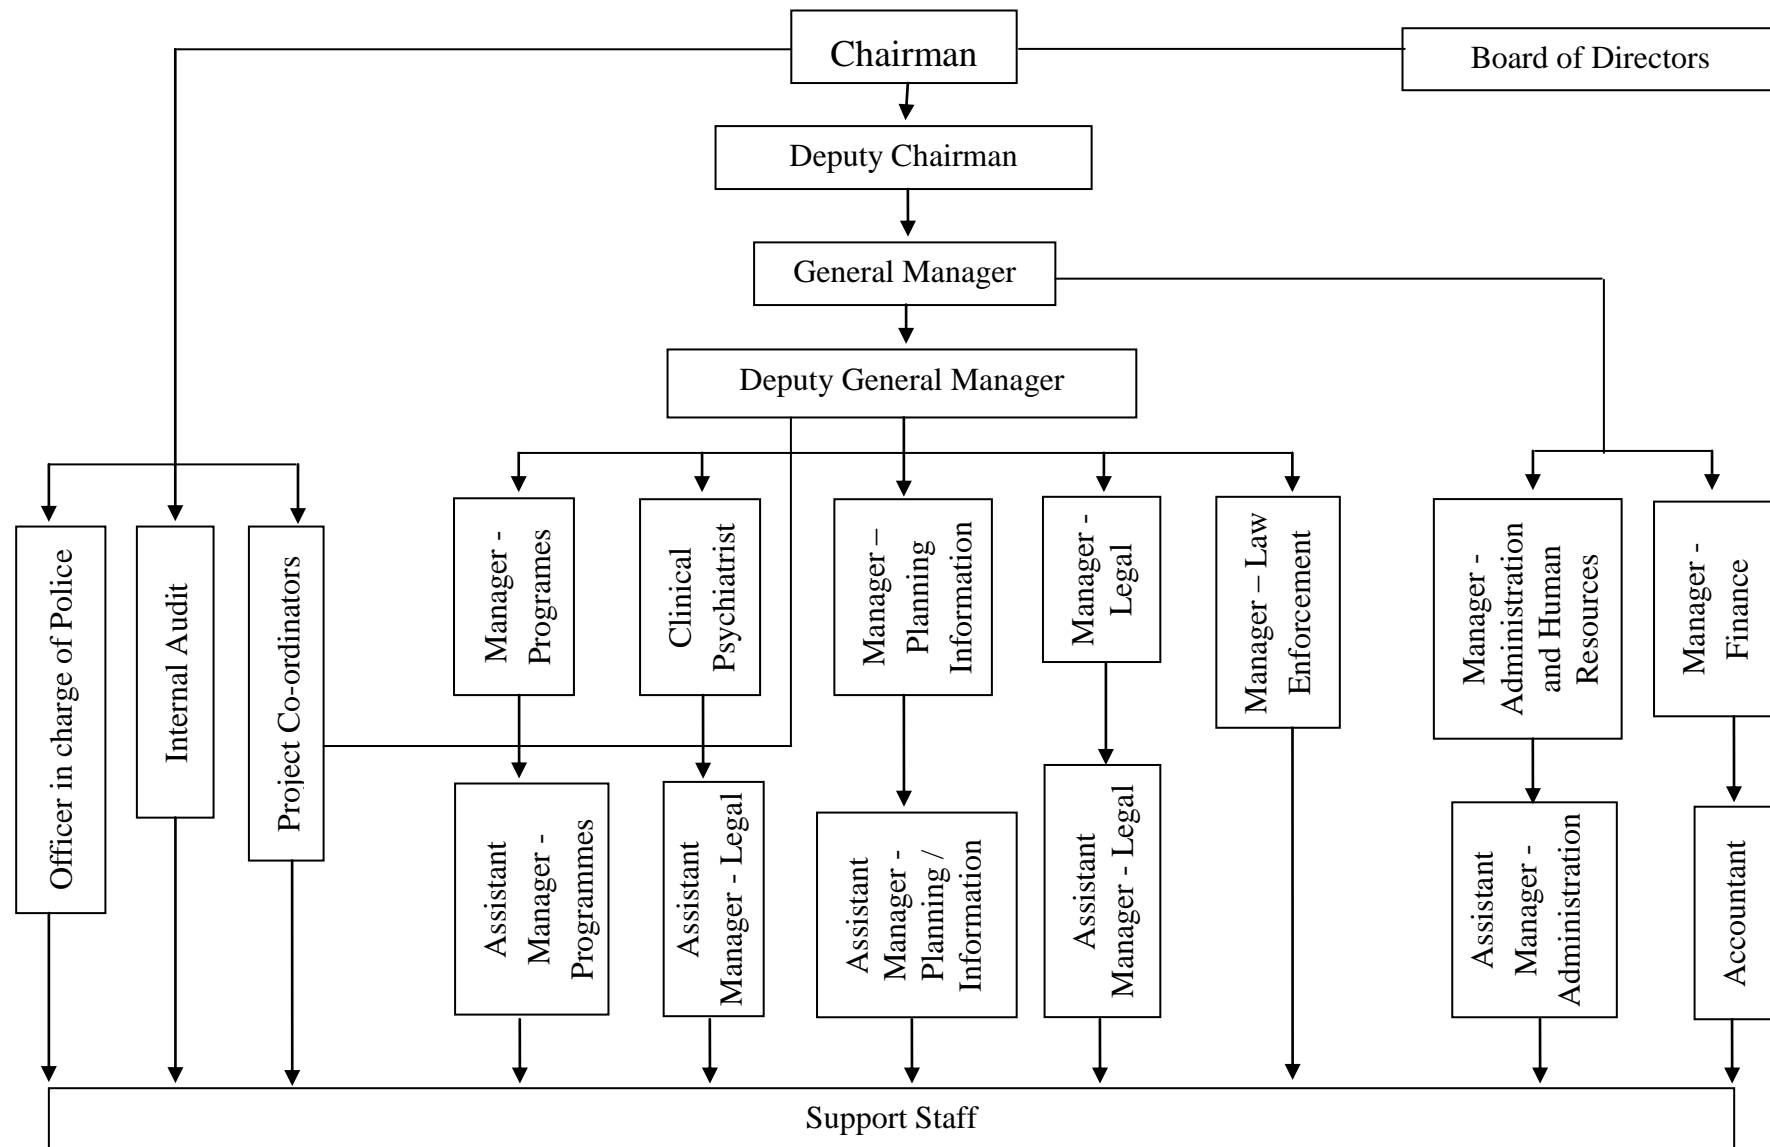 Chairman
Board of Directors
Deputy Chairman
General Manager
Deputy General Manager
Officer in charge of Police
Internal Audit
Project Co-ordinators
Manager -
Programes
Clinical
Psychiatrist
Manager –
Planning
Information
Manager -
Legal
Manager – Law
Enforcement
Manager -
Administration
and Human
Resources
Manager -
Finance
Assistant
Manager -
Programmes
Assistant
Manager - Legal
Assistant
Manager -
Planning /
Information
Assistant
Manager - Legal
Assistant
Manager -
Administration
Accountant
Support Staff